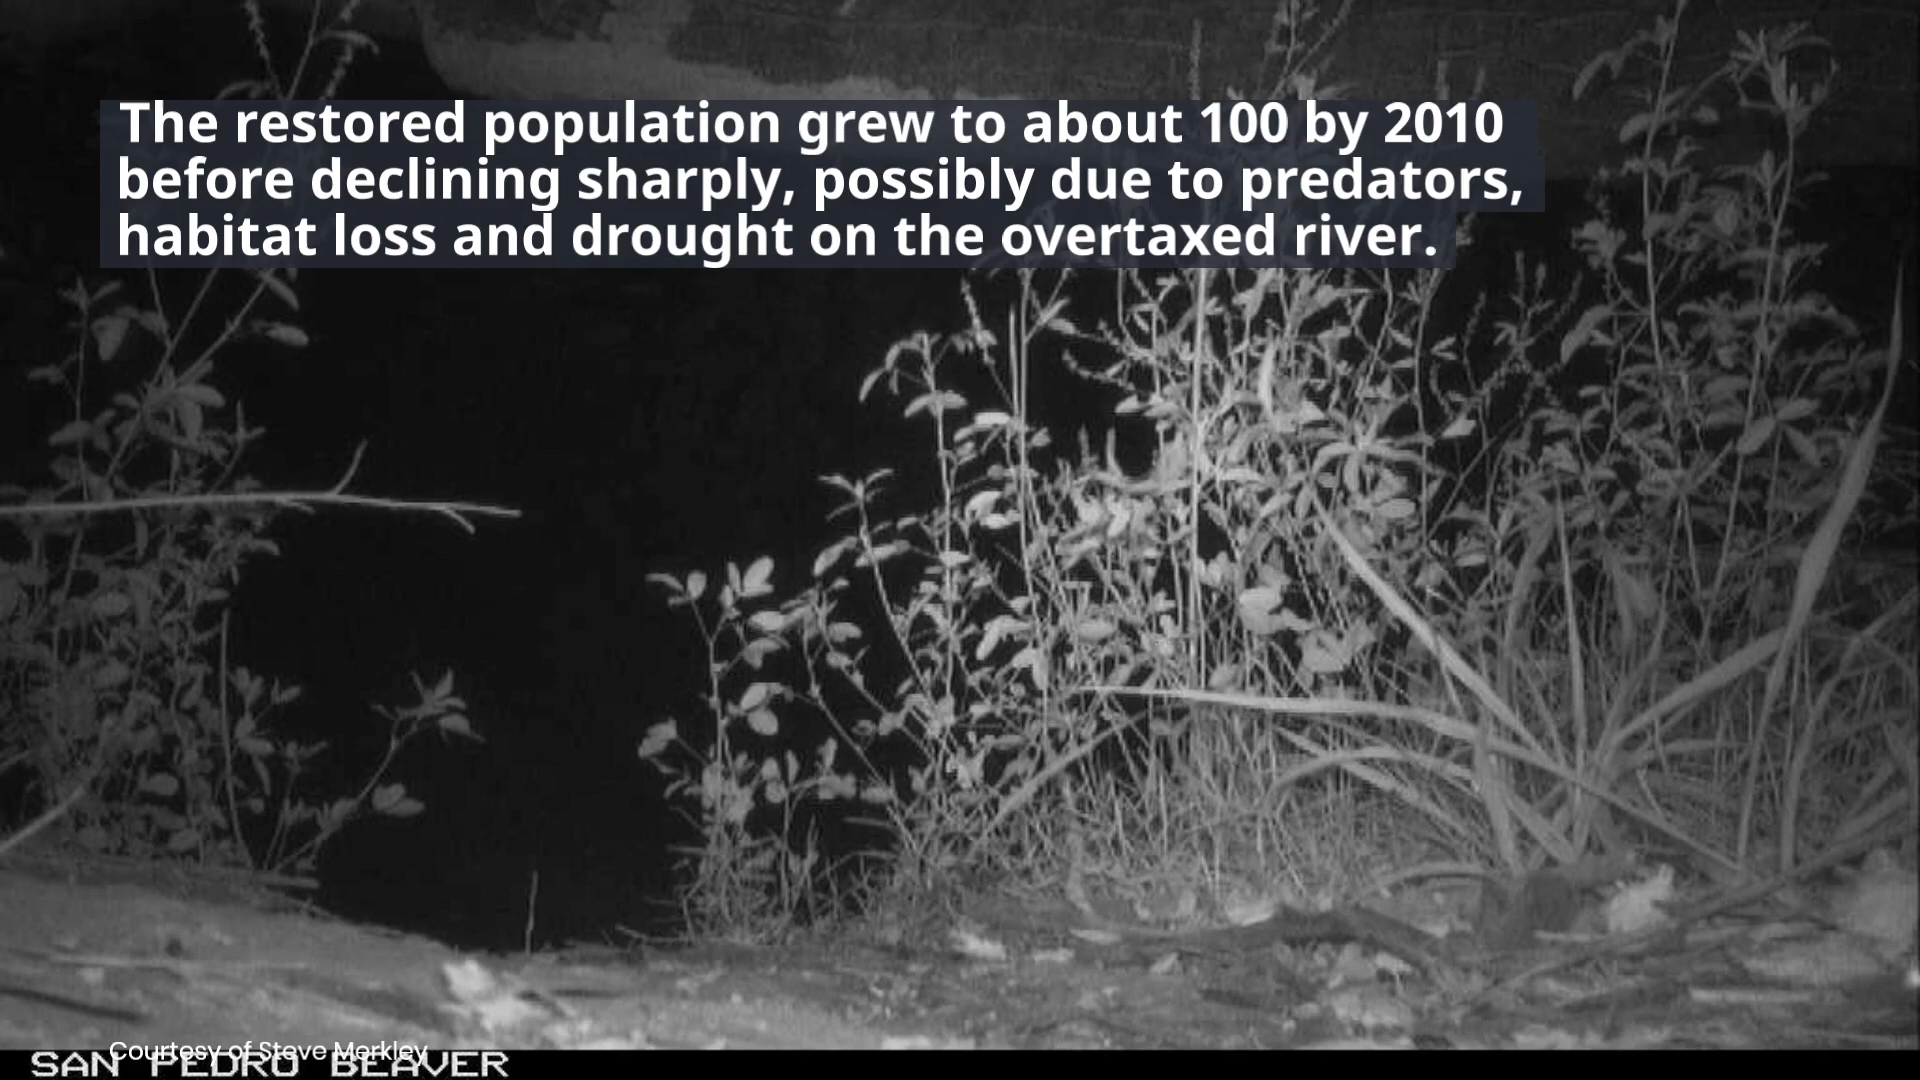 The restored population grew to about 100 by 2010
before declining sharply, possibly due to predators,
habitat loss and drought on the overtaxed river.
Courtesy of Steve Merkley
SAN PEDRO BEAVER